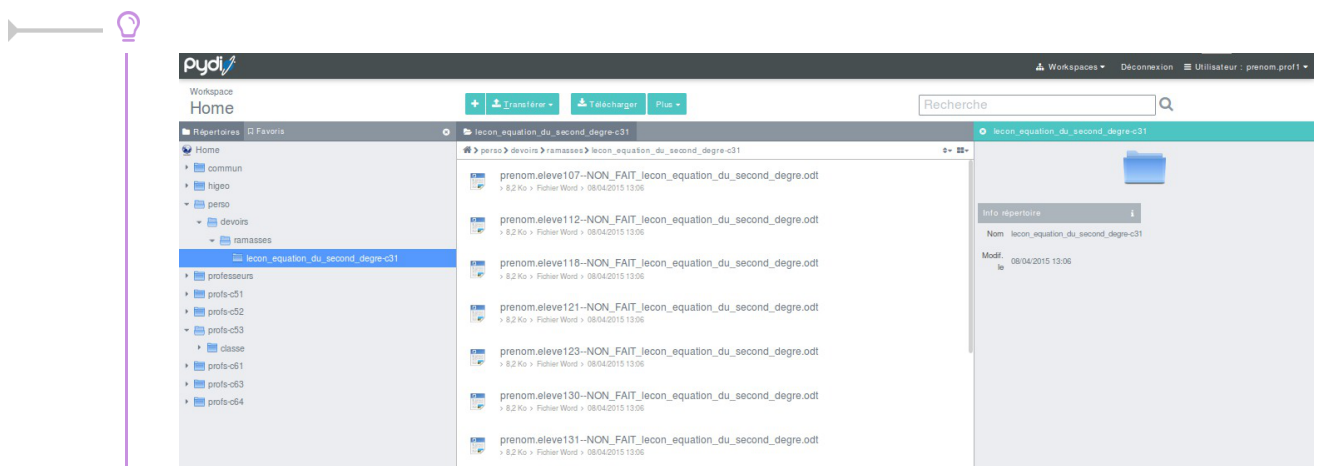 pydio
Workspaces Déconnexion Utilisateur : prenom.prof1
Workspace
Home
Transférer Télécharger Plus
Recherche
Répertoires Favoris
lecon_equation_du_second_degre-c31
lecon_equation_du_second_degre-c31
Home
commun
higeo
perso
devoirs
ramasses
lecon_equation_du_second_degre-c31
professeurs
profs-c51
profs-c52
profs-c53
classe
profs-c61
profs-c63
profs-c64
perso > devoirs > ramasses > lecon_equation_du_second_degre-c31
prenom.eleve107--NON_FAIT_lecon_equation_du_second_degre.odt
> 8,2 Ko > Fichier Word > 08/04/2015 13:06
prenom.eleve112--NON_FAIT_lecon_equation_du_second_degre.odt
> 8,2 Ko > Fichier Word > 08/04/2015 13:06
prenom.eleve118--NON_FAIT_lecon_equation_du_second_degre.odt
> 8,2 Ko > Fichier Word > 08/04/2015 13:06
prenom.eleve121--NON_FAIT_lecon_equation_du_second_degre.odt
> 8,2 Ko > Fichier Word > 08/04/2015 13:06
prenom.eleve123--NON_FAIT_lecon_equation_du_second_degre.odt
> 8,2 Ko > Fichier Word > 08/04/2015 13:06
prenom.eleve130--NON_FAIT_lecon_equation_du_second_degre.odt
> 8,2 Ko > Fichier Word > 08/04/2015 13:06
prenom.eleve131--NON_FAIT_lecon_equation_du_second_degre.odt
> 8,2 Ko > Fichier Word > 08/04/2015 13:06
Info répertoire
Nom lecon_equation_du_second_degre-c31
Modif. le 08/04/2015 13:06